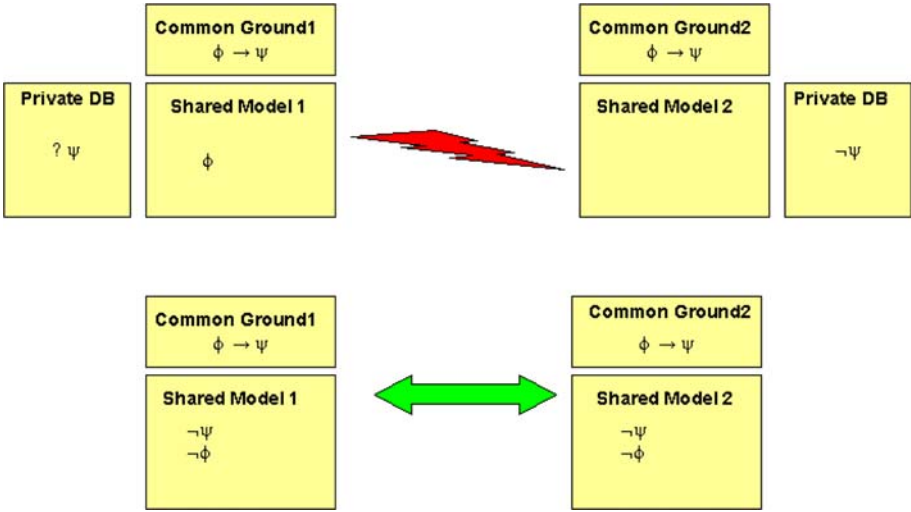 Common Ground1
ϕ → ψ
Common Ground2
ϕ → ψ
Private DB
? ψ
Shared Model 1
ϕ
Shared Model 2
Private DB
¬ψ
Common Ground1
ϕ → ψ
Common Ground2
ϕ → ψ
Shared Model 1
¬ψ
¬ϕ
Shared Model 2
¬ψ
¬ϕ